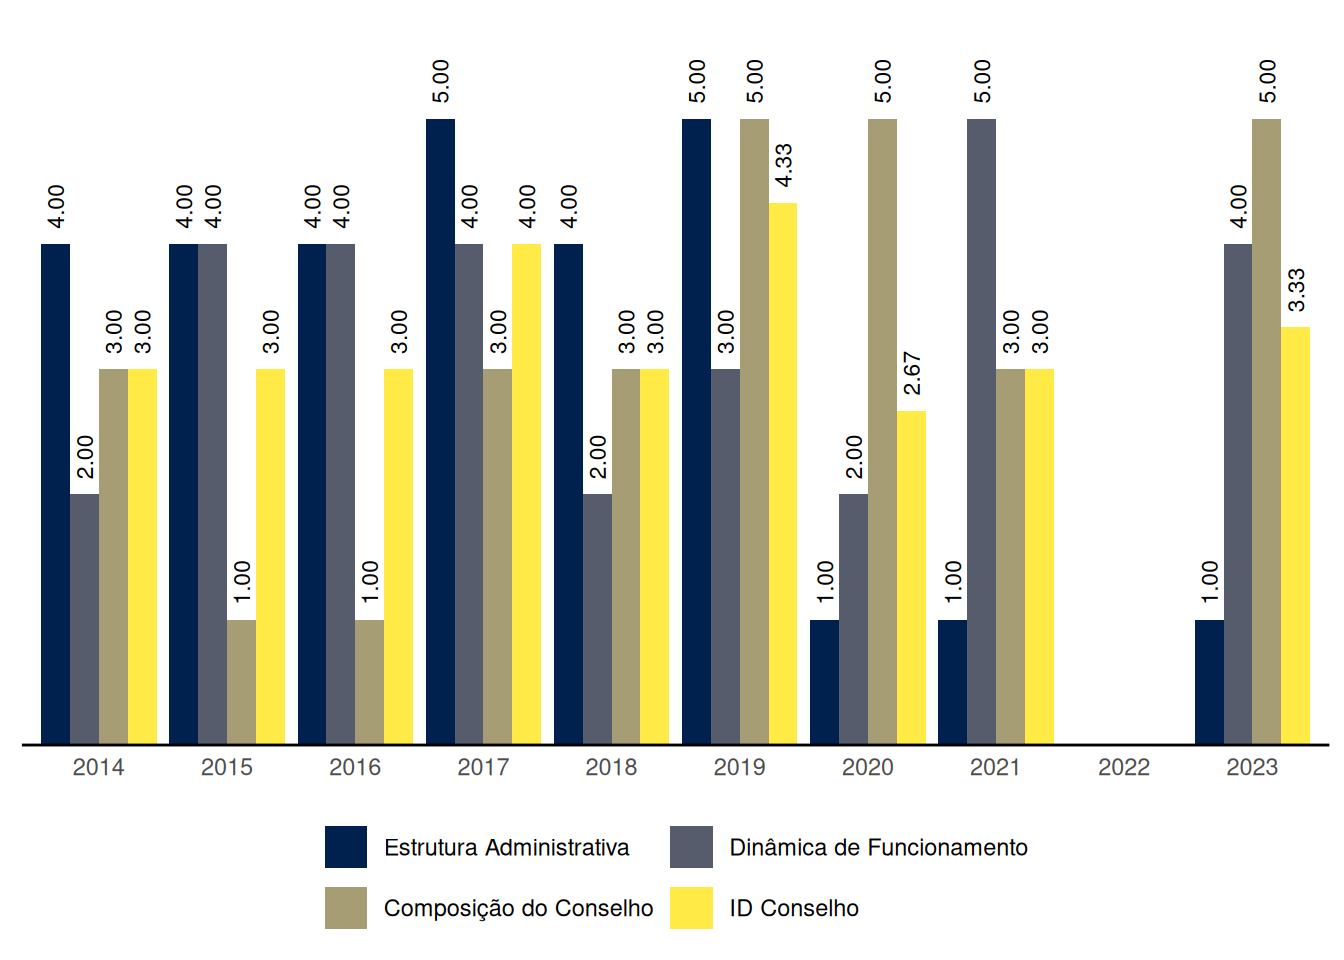 4.00 2.00 3.00 3.00
4.00 4.00 1.00 3.00
4.00 4.00 1.00 3.00
5.00 4.00 3.00 4.00
4.00 2.00 3.00 3.00
5.00 3.00 5.00 4.33
1.00 2.00 5.00 2.67
1.00 5.00 3.00 3.00
1.00 4.00 5.00 3.33
2014 2015 2016 2017 2018 2019 2020 2021 2022 2023
Estrutura Administrativa Dinâmica de Funcionamento
Composição do Conselho ID Conselho